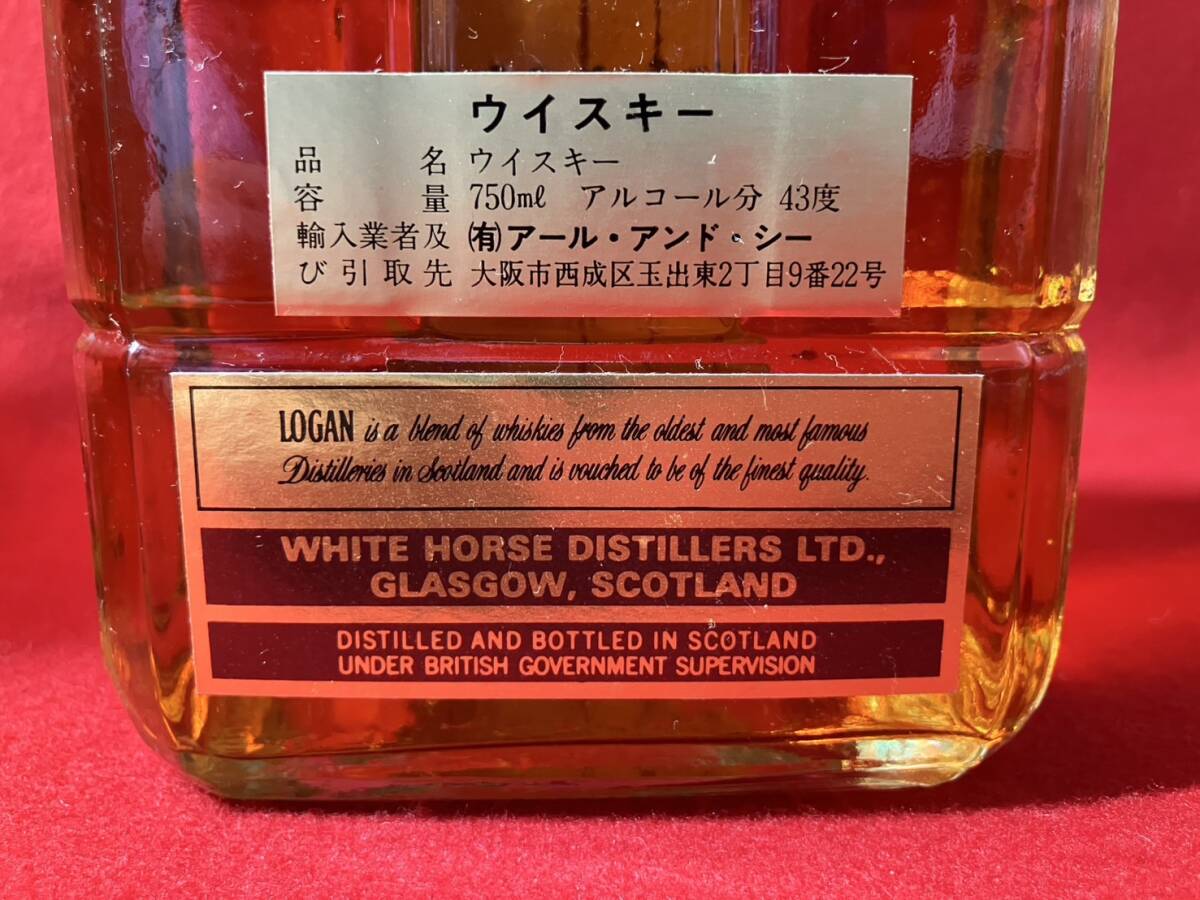 ウイスキー
品名 ウイスキー
容量 750mℓ アルコール分 43度
輸入業者及 ㈲アール・アンド・シー
び引取先 大阪市西成区玉出東2丁目9番22号
LOGAN is a blend of whiskies from the oldest and most famous
Distilleries in Scotland and is vouched to be of the finest quality.
WHITE HORSE DISTILLERS LTD.,
GLASGOW, SCOTLAND
DISTILLED AND BOTTLED IN SCOTLAND
UNDER BRITISH GOVERNMENT SUPERVISION